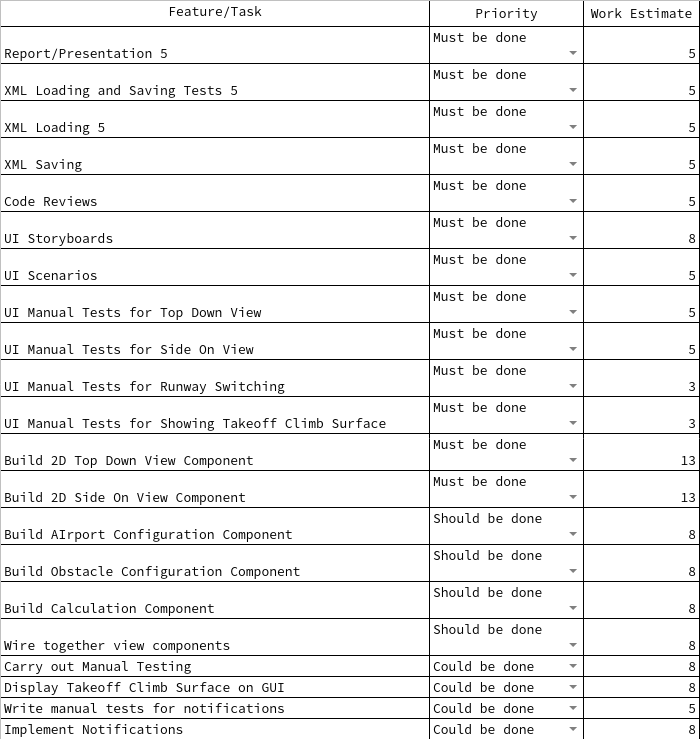 Feature/Task Priority Work Estimate
Report/Presentation 5 Must be done 5
XML Loading and Saving Tests 5 Must be done 5
XML Loading 5 Must be done 5
XML Saving Must be done 5
Code Reviews Must be done 5
UI Storyboards Must be done 8
UI Scenarios Must be done 5
UI Manual Tests for Top Down View Must be done 5
UI Manual Tests for Side On View Must be done 5
UI Manual Tests for Runway Switching Must be done 3
UI Manual Tests for Showing Takeoff Climb Surface Must be done 3
Build 2D Top Down View Component Must be done 13
Build 2D Side On View Component Must be done 13
Build AIrport Configuration Component Should be done 8
Build Obstacle Configuration Component Should be done 8
Build Calculation Component Should be done 8
Wire together view components Should be done 8
Carry out Manual Testing Could be done 8
Display Takeoff Climb Surface on GUI Could be done 8
Write manual tests for notifications Could be done 5
Implement Notifications Could be done 8